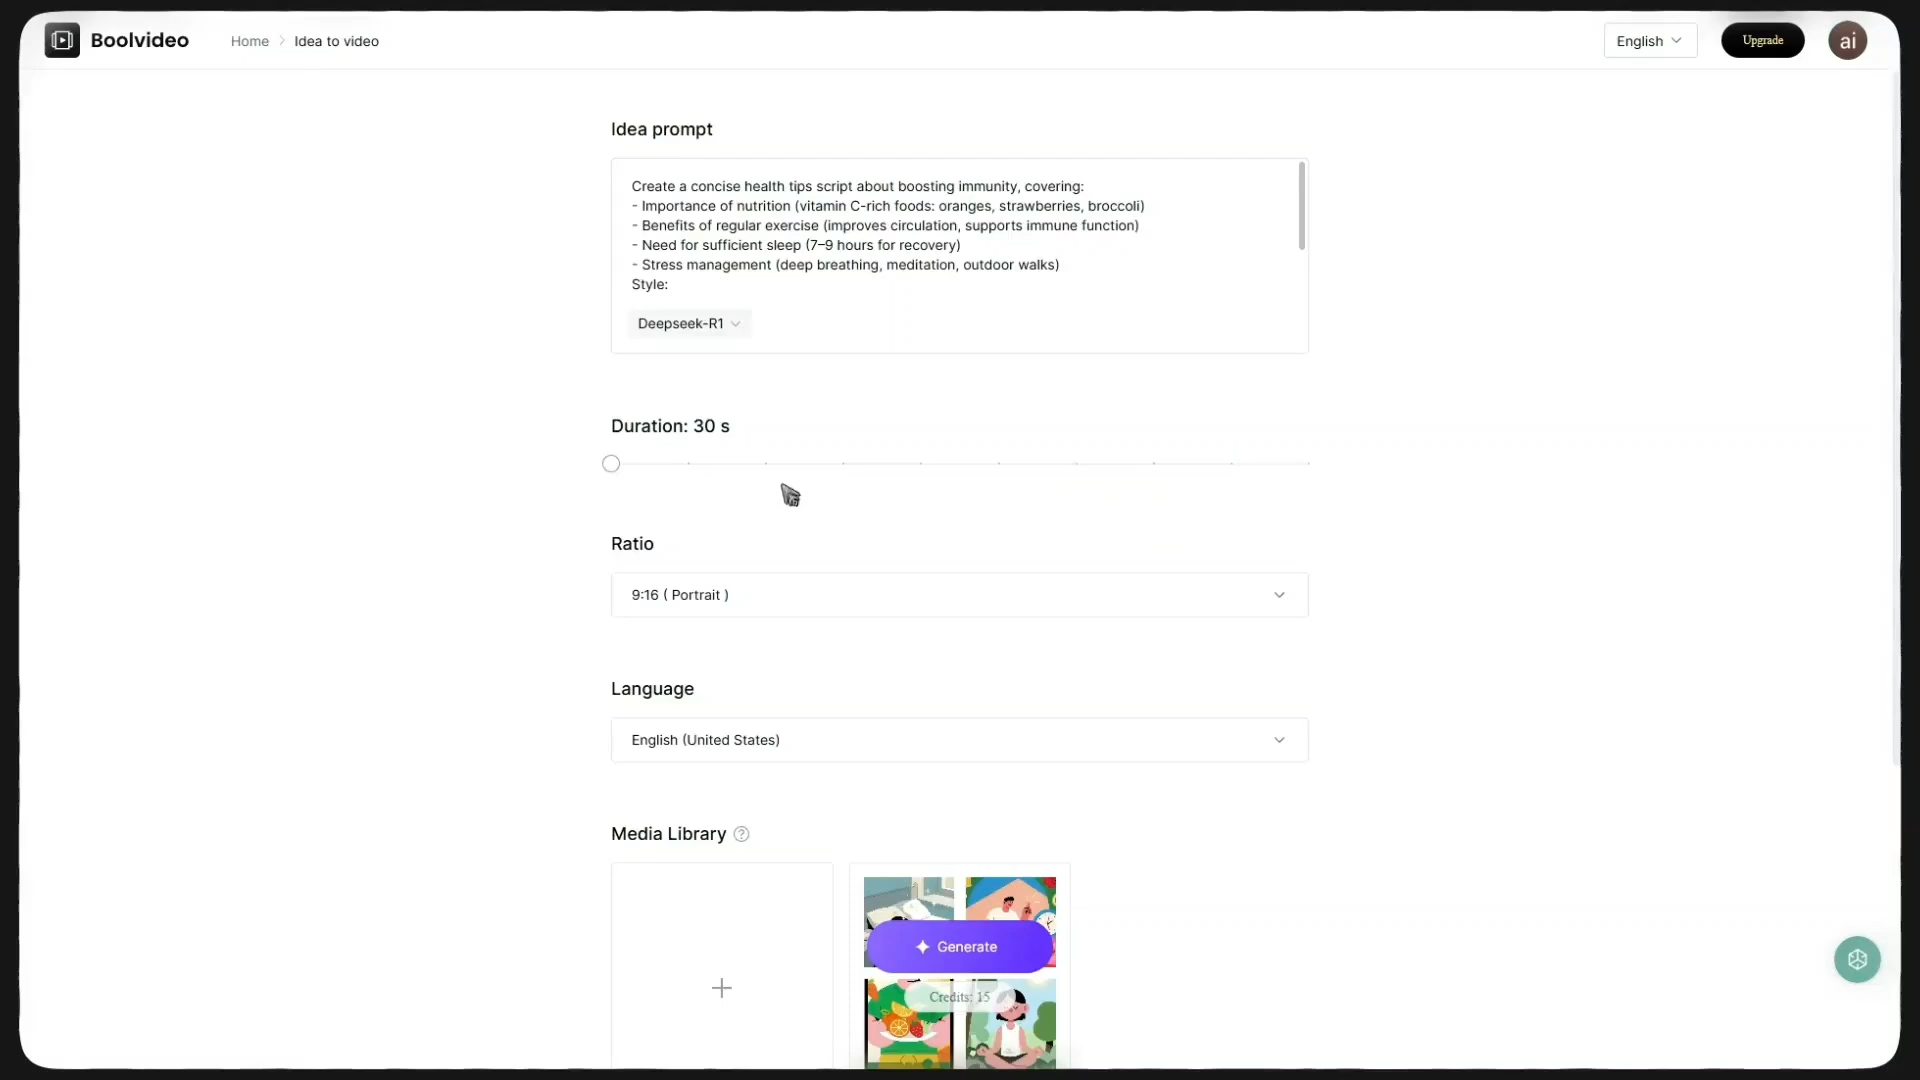 Boolvideo
Home
Idea to video
English
Upgrade
ai
Idea prompt
Create a concise health tips script about boosting immunity, covering:
- Importance of nutrition (vitamin C-rich foods: oranges, strawberries, broccoli)
- Benefits of regular exercise (improves circulation, supports immune function)
- Need for sufficient sleep (7–9 hours for recovery)
- Stress management (deep breathing, meditation, outdoor walks)
Style:
Deepseek-R1
Duration: 30 s
Ratio
9:16 ( Portrait )
Language
English (United States)
Media Library ?
Generate
Credits: 15